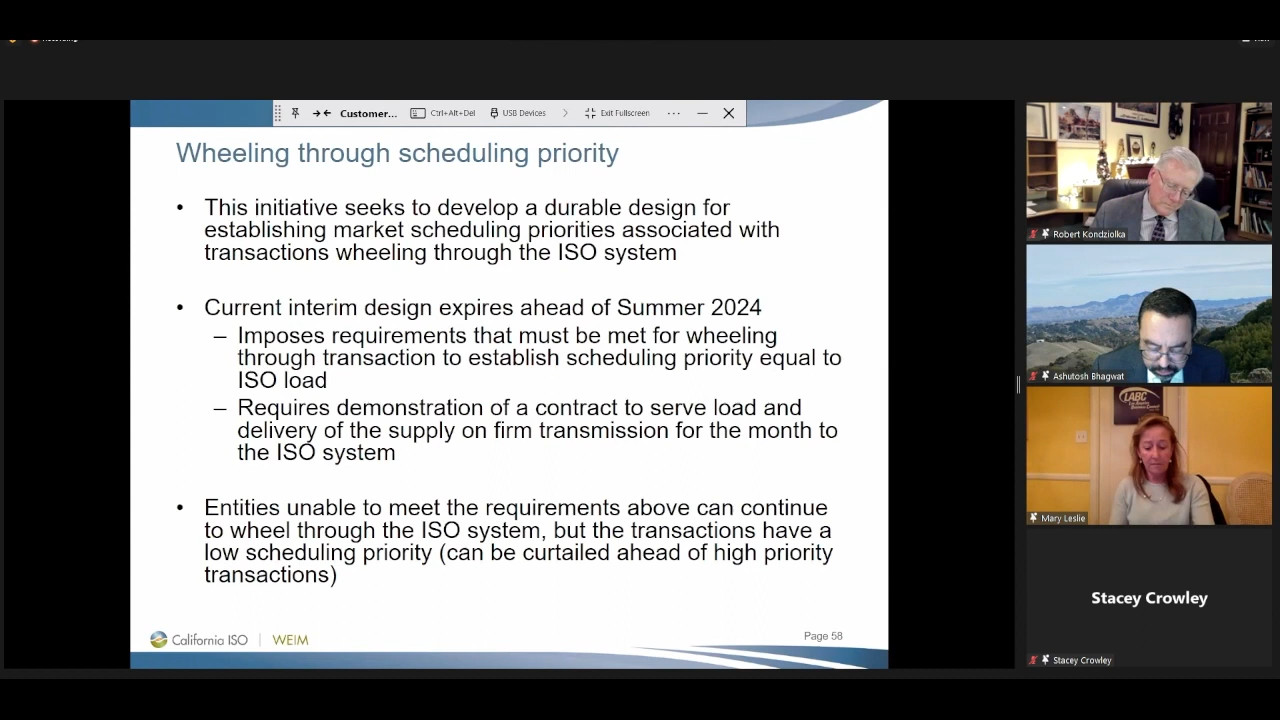 Customer...
Ctrl+Alt+Del
USB Devices
Exit Fullscreen
Wheeling through scheduling priority
• This initiative seeks to develop a durable design for
establishing market scheduling priorities associated with
transactions wheeling through the ISO system
• Current interim design expires ahead of Summer 2024
– Imposes requirements that must be met for wheeling
through transaction to establish scheduling priority equal to
ISO load
– Requires demonstration of a contract to serve load and
delivery of the supply on firm transmission for the month to
the ISO system
• Entities unable to meet the requirements above can continue
to wheel through the ISO system, but the transactions have a
low scheduling priority (can be curtailed ahead of high priority
transactions)
California ISO | WEIM
Page 58
Robert Kondziolka
Ashutosh Bhagwat
LABC
Mary Leslie
Stacey Crowley
Stacey Crowley